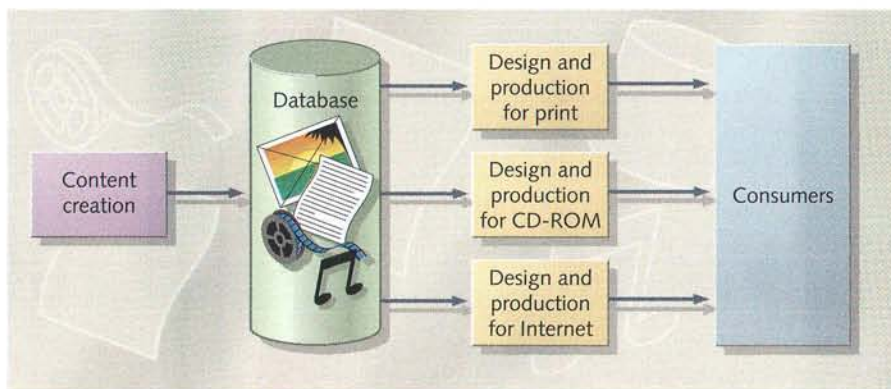 Content
creation
Database
Design and
production
for print
Design and
production
for CD-ROM
Design and
production
for Internet
Consumers